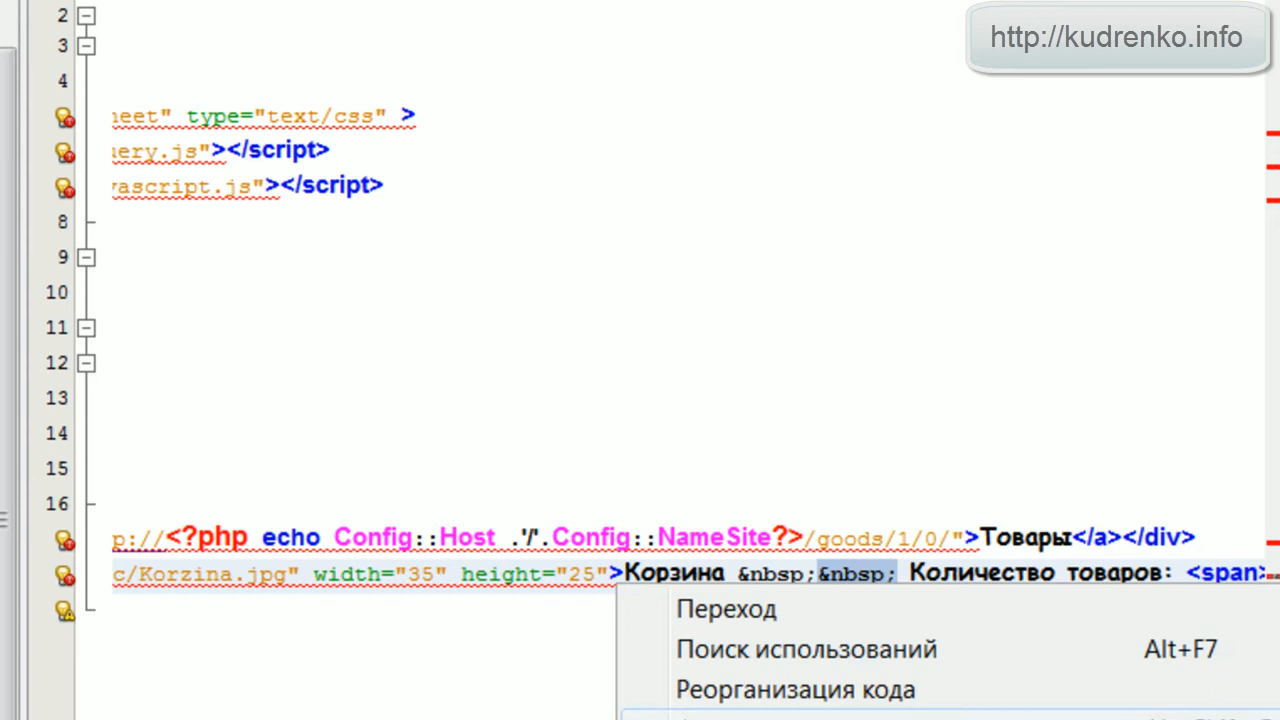 http://kudrenko.info
2
3
4
heet" type="text/css" >
uery.js"></script>
vascript.js"></script>
8
9
10
11
12
13
14
15
16
p://<?php echo Config::Host .'/'.Config::NameSite?>/goods/1/0/">Товары</a></div>
c/Korzina.jpg" width="35" height="25">Корзина &nbsp;&nbsp; Количество товаров: <span>
Переход
Поиск использований Alt+F7
Реорганизация кода